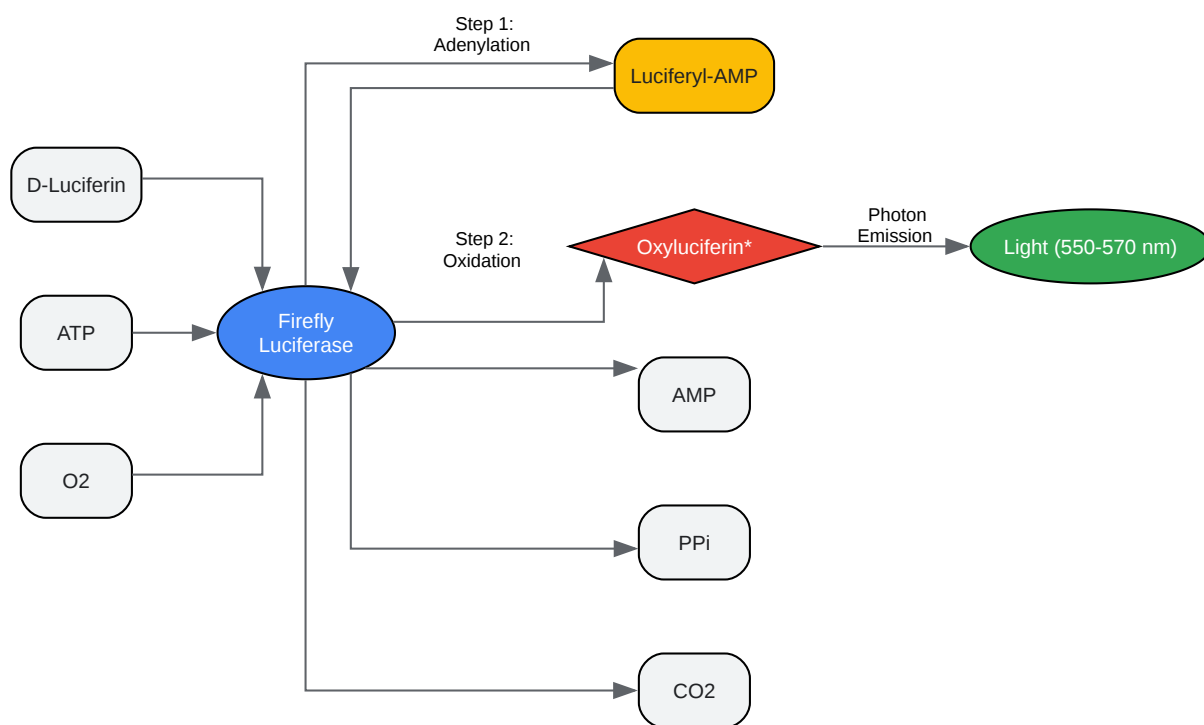 Step 1:
Adenylation
Luciferyl-AMP
D-Luciferin
Step 2:
Oxidation
Oxyluciferin*
Photon
Emission
Light (550-570 nm)
ATP
Firefly
Luciferase
AMP
O2
PPi
CO2